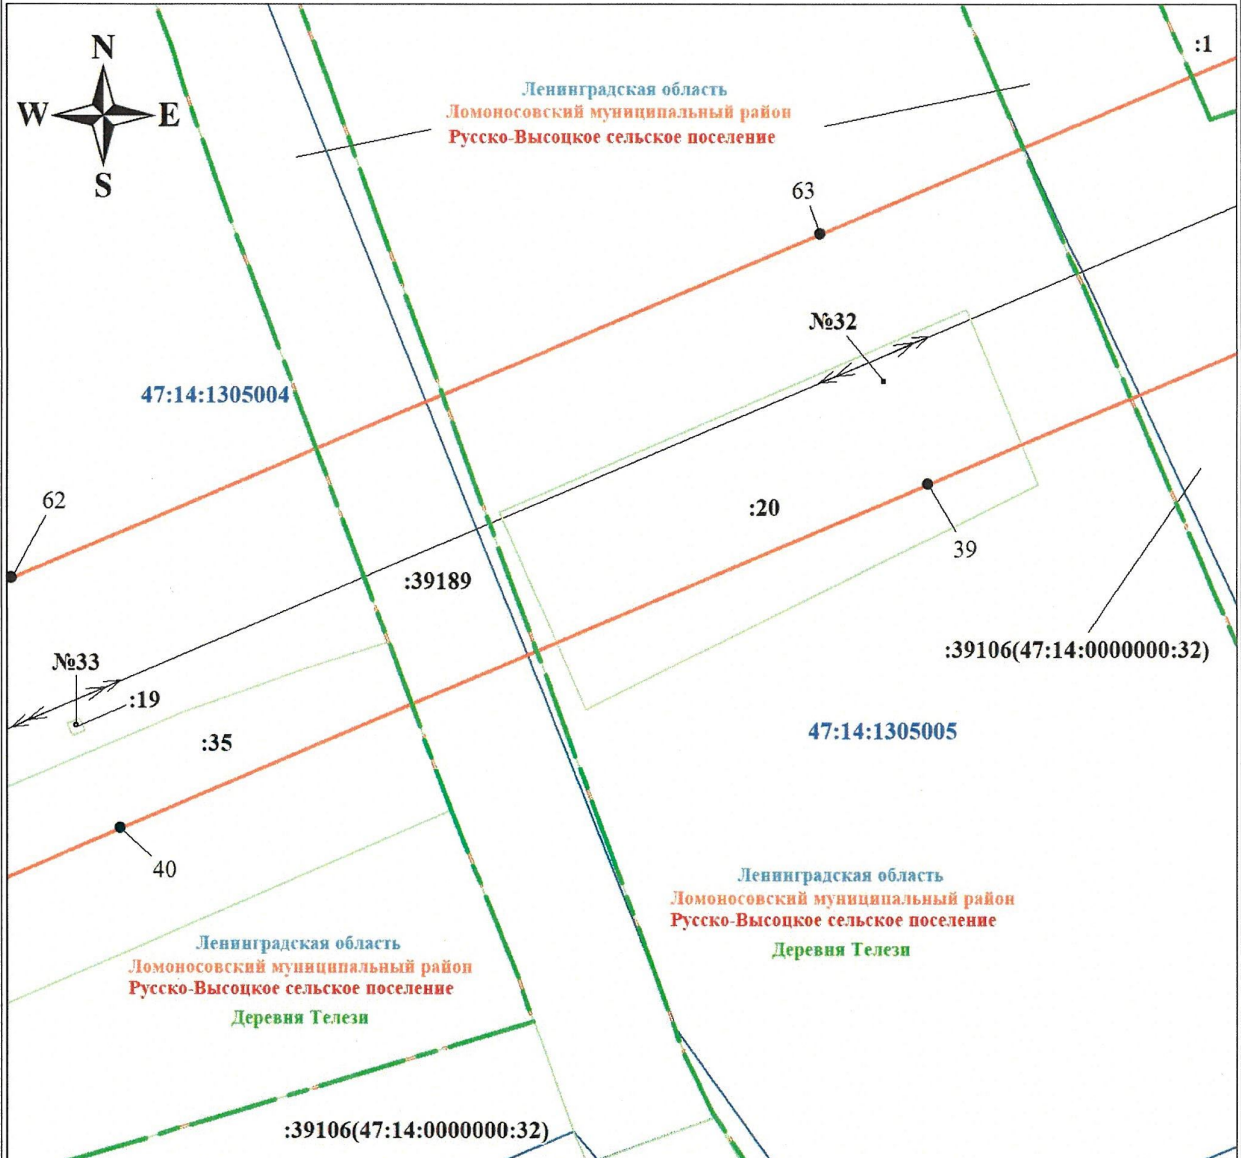 :1
N
W E
S
Ленинградская область
Ломоносовский муниципальный район
Русско-Высоцкое сельское поселение
63
№32
47:14:1305004
62
:20
39
:39189
:39106(47:14:0000000:32)
№33
:19
:35
47:14:1305005
40
Ленинградская область
Ломоносовский муниципальный район
Русско-Высоцкое сельское поселение
Деревня Телези
Ленинградская область
Ломоносовский муниципальный район
Русско-Высоцкое сельское поселение
Деревня Телези
:39106(47:14:0000000:32)